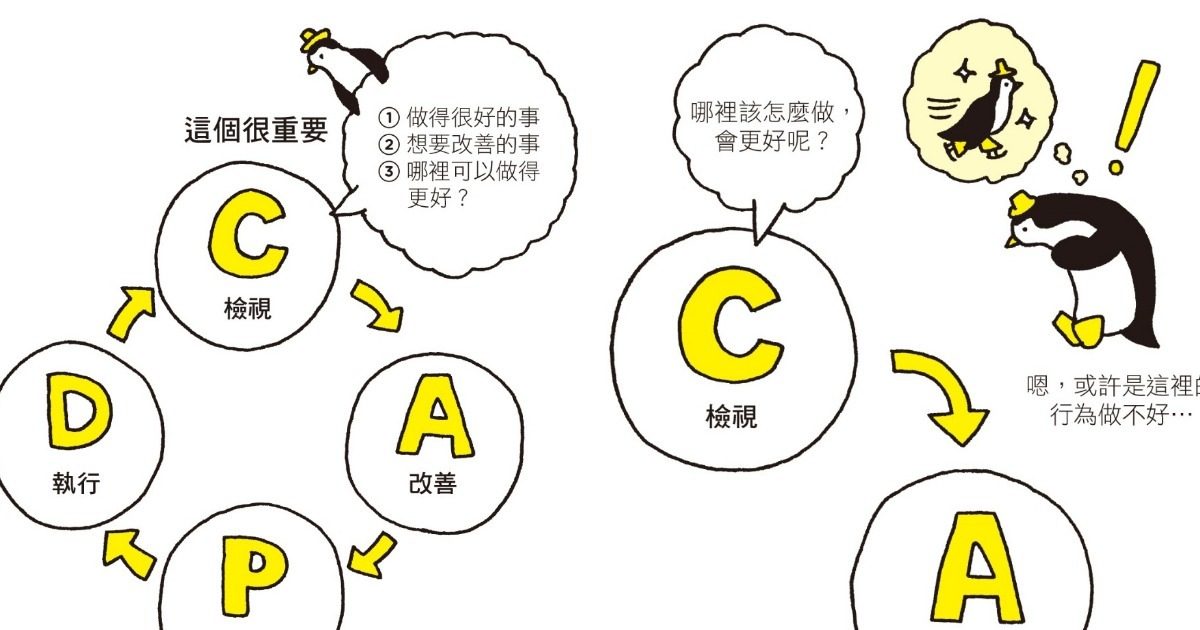 這個很重要
① 做得很好的事
② 想要改善的事
③ 哪裡可以做得
更好？
C
檢視
A
改善
P
D
執行
哪裡該怎麼做，
會更好呢？
C
檢視
A
嗯，或許是這裡的
行為做不好…